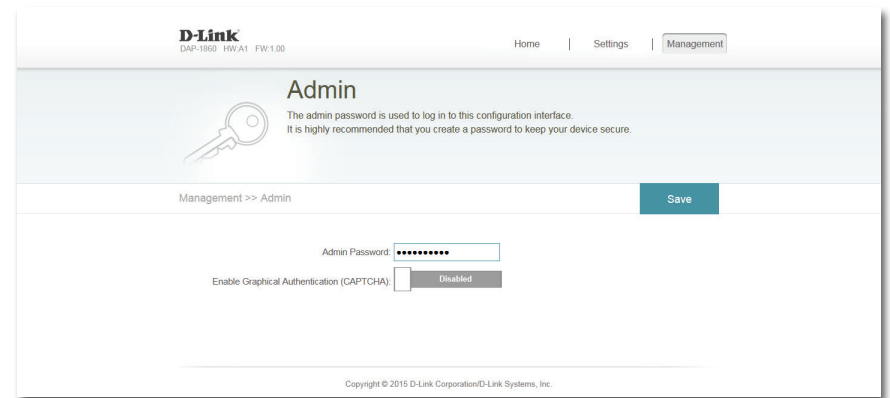 D-Link
DAP-1860 HW:A1 FW:1.00
Home | Settings | Management
Admin
The admin password is used to log in to this configuration interface.
It is highly recommended that you create a password to keep your device secure.
Management >> Admin
Save
Admin Password: ••••••••••
Enable Graphical Authentication (CAPTCHA): Disabled
Copyright © 2015 D-Link Corporation/D-Link Systems, Inc.